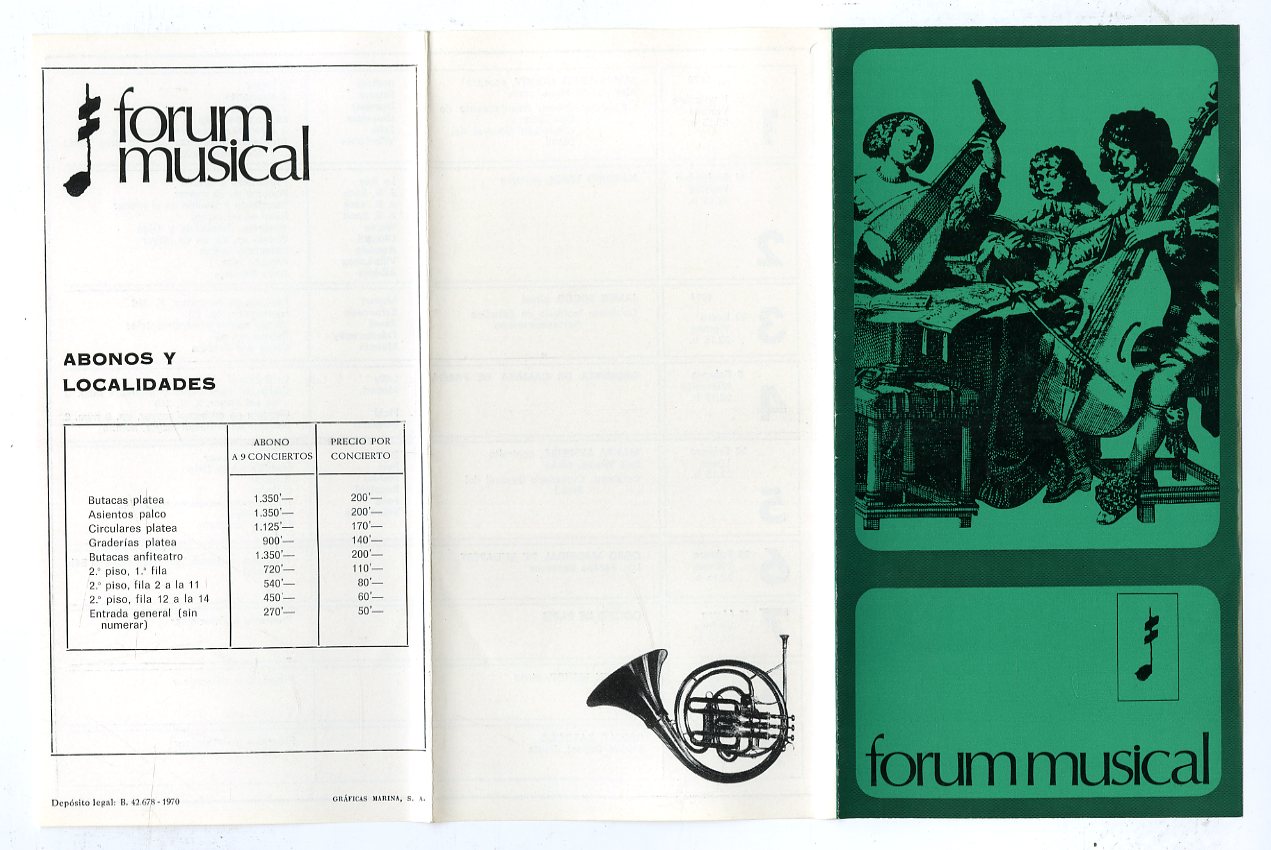 forum
musical
ABONOS Y
LOCALIDADES
ABONO
A 9 CONCIERTOS
PRECIO POR
CONCIERTO
Butacas platea 1.350'— 200'—
Asientos palco 1.350'— 200'—
Circulares platea 1.125'— 170'—
Graderías platea 900'— 140'—
Butacas anfiteatro 1.350'— 200'—
2.° piso, 1.ª fila 720'— 110'—
2.° piso, fila 2 a la 11 540'— 80'—
2.° piso, fila 12 a la 14 450'— 60'—
Entrada general (sin 270'— 50'—
numerar)
Depósito legal: B. 42.678 - 1970
GRÁFICAS MARINA, S. A.
forum musical